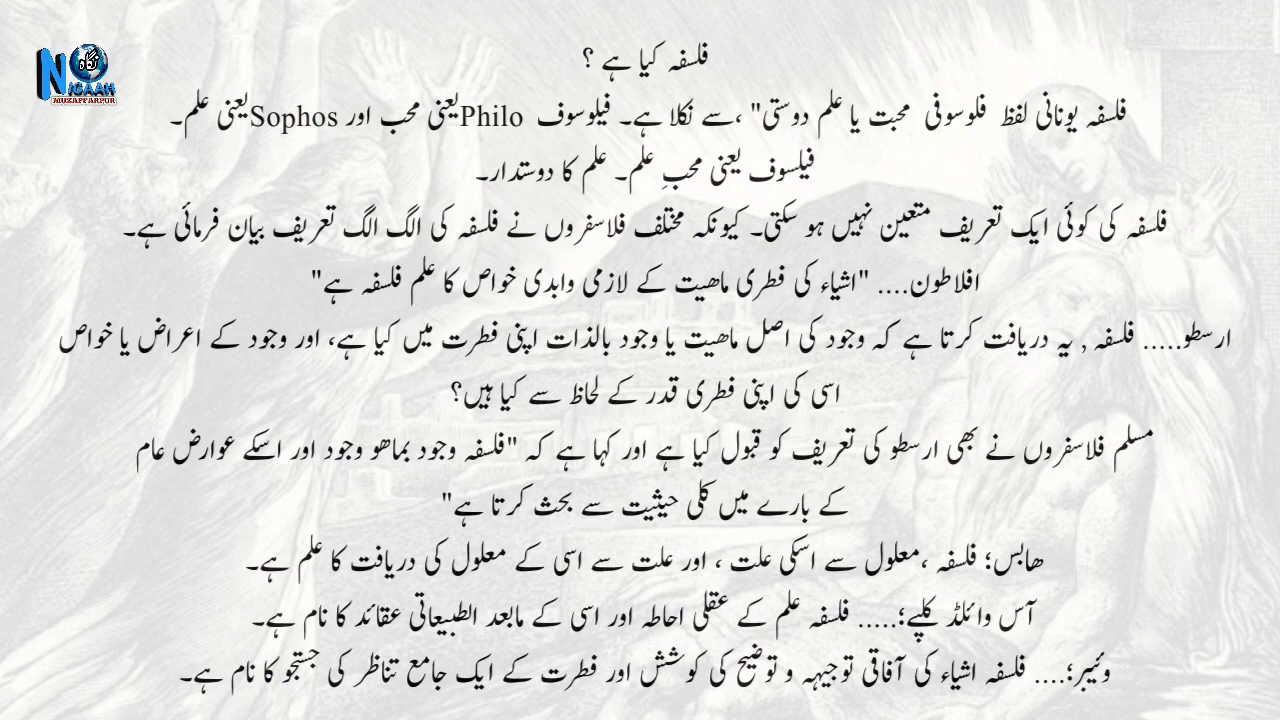 نگاہ
NIGAAH
MUZAFFARPUR
فلسفہ کیا ہے ؟
فلسفہ یونانی لفظ فلوسوفی محبت یا علم دوستی" ،سے نکلا ہے۔ فیلوسوف Philo یعنی محب اور Sophosیعنی علم۔
فیلسوف یعنی محبِ علم۔ علم کا دوستدار۔
فلسفہ کی کوئی ایک تعریف متعین نہیں ہو سکتی۔ کیونکہ مختلف فلاسفروں نے فلسفہ کی الگ الگ تعریف بیان فرمائی ہے۔
افلاطون.... "اشیاء کی فطری ماھیت کے لازمی وابدی خواص کا علم فلسفہ ہے"
ارسطو..... فلسفہ , یہ دریافت کرتا ہے کہ وجود کی اصل ماھیت یا وجود بالذات اپنی فطرت میں کیا ہے، اور وجود کے اعراض یا خواص
اسی کی اپنی فطری قدر کے لحاظ سے کیا ہیں؟
مسلم فلاسفروں نے بھی ارسطو کی تعریف کو قبول کیا ہے اور کہا ہے کہ "فلسفہ وجود بماھو وجود اور اسکے عوارض عام
کے بارے میں کلی حیثیت سے بحث کرتا ہے"
ھابس؛ فلسفہ ،معلول سے اسکی علت ، اور علت سے اسی کے معلول کی دریافت کا علم ہے۔
آس وائلڈ کلپے؛..... فلسفہ علم کے عقلی احاطہ اور اسی کے مابعد الطبیعاتی عقائد کا نام ہے۔
وئیبر؛.... فلسفہ اشیاء کی آفاقی توجیہہ و توضیح کی کوشش اور فطرت کے ایک جامع تناظر کی جستجو کا نام ہے۔